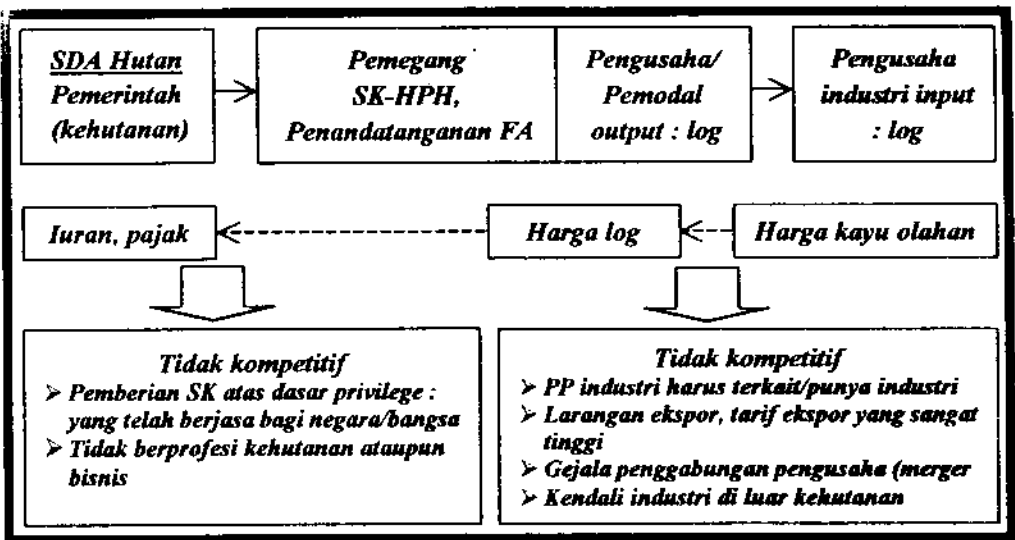 SDA Hutan
Pemerintah
(kehutanan)
Pemegang
SK-HPH,
Penandatanganan FA
Pengusaha/
Pemodal
output : log
Pengusaha
industri input
: log
Iuran, pajak
Harga log
Harga kayu olahan
Tidak kompetitif
➢ Pemberian SK atas dasar privilege :
yang telah berjasa bagi negara/bangsa
➢ Tidak berprofesi kehutanan ataupun
bisnis
Tidak kompetitif
➢ PP industri harus terkait/punya industri
➢ Larangan ekspor, tarif ekspor yang sangat
tinggi
➢ Gejala penggabungan pengusaha (merger
➢ Kendali industri di luar kehutanan